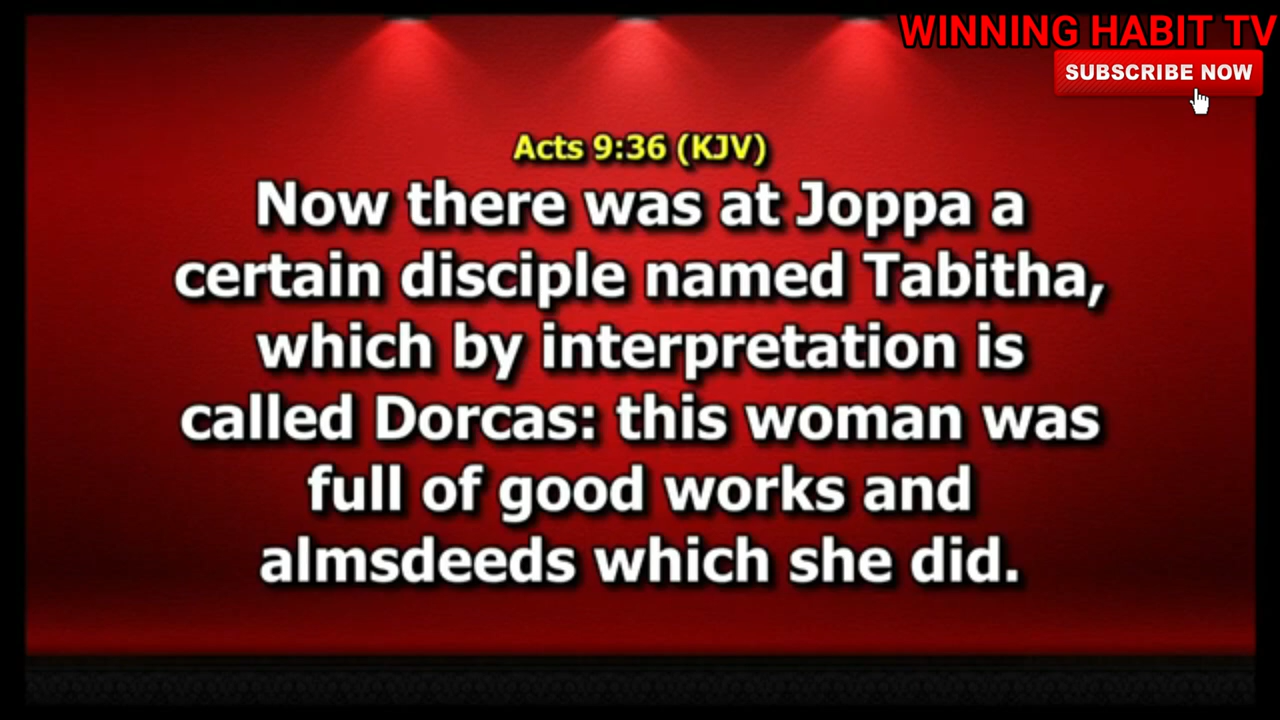 WINNING HABIT TV
SUBSCRIBE NOW
Acts 9:36 (KJV)
Now there was at Joppa a
certain disciple named Tabitha,
which by interpretation is
called Dorcas: this woman was
full of good works and
almsdeeds which she did.